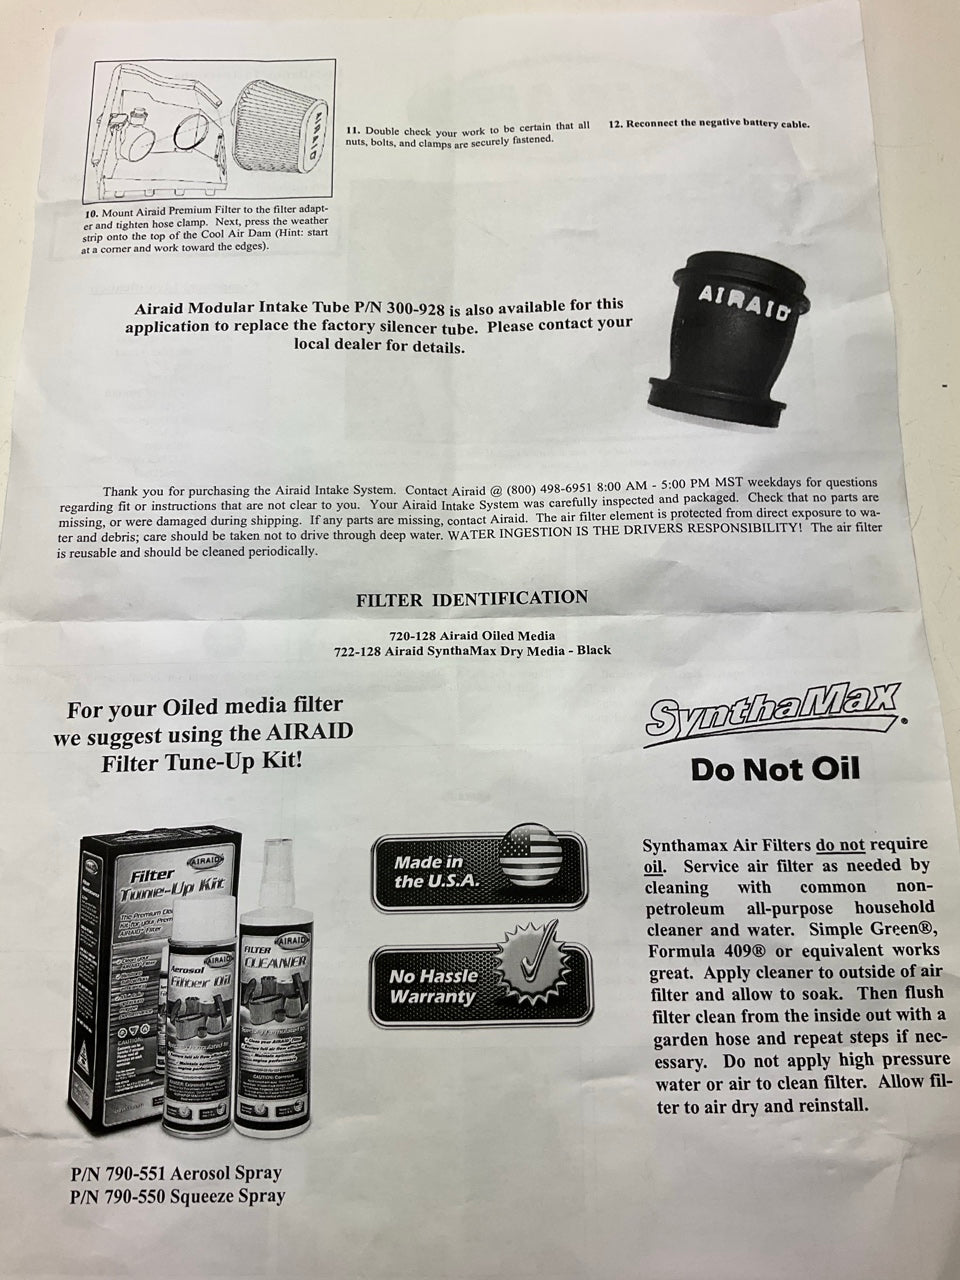 AIRAID
10. Mount Airaid Premium Filter to the filter adapt-
er and tighten hose clamp. Next, press the weather
strip onto the top of the Cool Air Dam (Hint: start
at a corner and work toward the edges).
11. Double check your work to be certain that all
nuts, bolts, and clamps are securely fastened.
12. Reconnect the negative battery cable.
Airaid Modular Intake Tube P/N 300-928 is also available for this
application to replace the factory silencer tube. Please contact your
local dealer for details.
AIRAID
Thank you for purchasing the Airaid Intake System. Contact Airaid @ (800) 498-6951 8:00 AM - 5:00 PM MST weekdays for questions
regarding fit or instructions that are not clear to you. Your Airaid Intake System was carefully inspected and packaged. Check that no parts are
missing, or were damaged during shipping. If any parts are missing, contact Airaid. The air filter element is protected from direct exposure to wa-
ter and debris; care should be taken not to drive through deep water. WATER INGESTION IS THE DRIVERS RESPONSIBILITY! The air filter
is reusable and should be cleaned periodically.
FILTER IDENTIFICATION
720-128 Airaid Oiled Media
722-128 Airaid SynthaMax Dry Media - Black
For your Oiled media filter
we suggest using the AIRAID
Filter Tune-Up Kit!
AIRAID
Filter
Tune-Up Kit
AIRAID
Aerosol
Filter Oil
AIRAID
FILTER
CLEANER
P/N 790-551 Aerosol Spray
P/N 790-550 Squeeze Spray
Made in
the U.S.A.
No Hassle
Warranty
SynthaMax®
Do Not Oil
Synthamax Air Filters do not require
oil. Service air filter as needed by
cleaning with common non-
petroleum all-purpose household
cleaner and water. Simple Green®,
Formula 409® or equivalent works
great. Apply cleaner to outside of air
filter and allow to soak. Then flush
filter clean from the inside out with a
garden hose and repeat steps if nec-
essary. Do not apply high pressure
water or air to clean filter. Allow fil-
ter to air dry and reinstall.